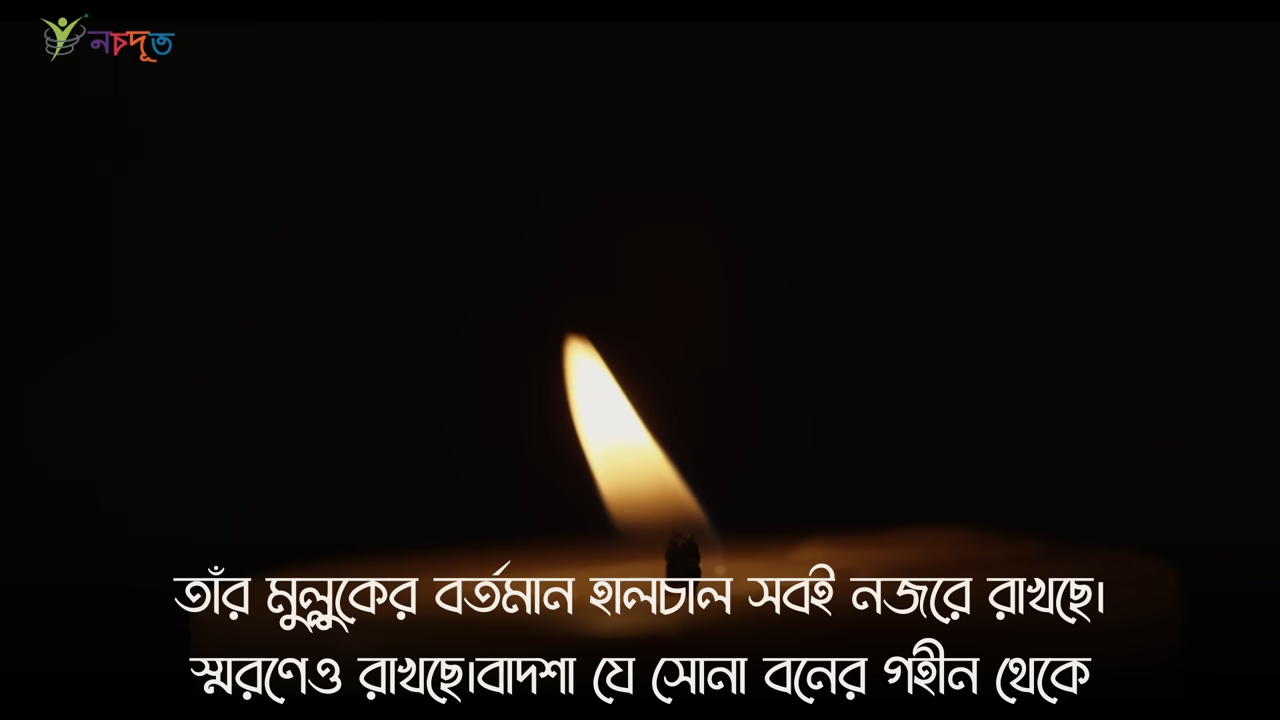 নচদূত
তাঁর মুল্লুকের বর্তমান হালচাল সবই নজরে রাখছে।
স্মরণেও রাখছে।বাদশা যে সোনা বনের গহীন থেকে